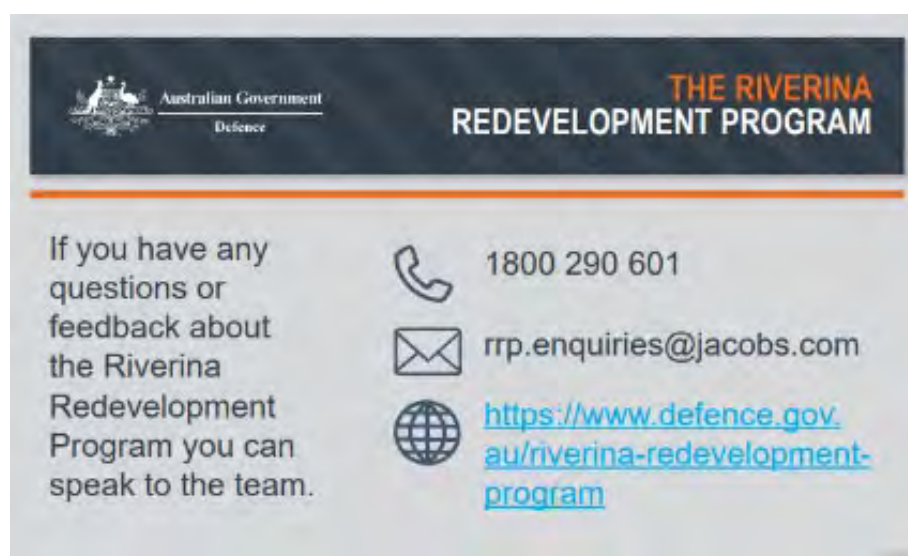 Australian Government
Defence
THE RIVERINA
REDEVELOPMENT PROGRAM
If you have any
questions or
feedback about
the Riverina
Redevelopment
Program you can
speak to the team.
1800 290 601
rrp.enquiries@jacobs.com
https://www.defence.gov.
au/riverina-redevelopment-
program